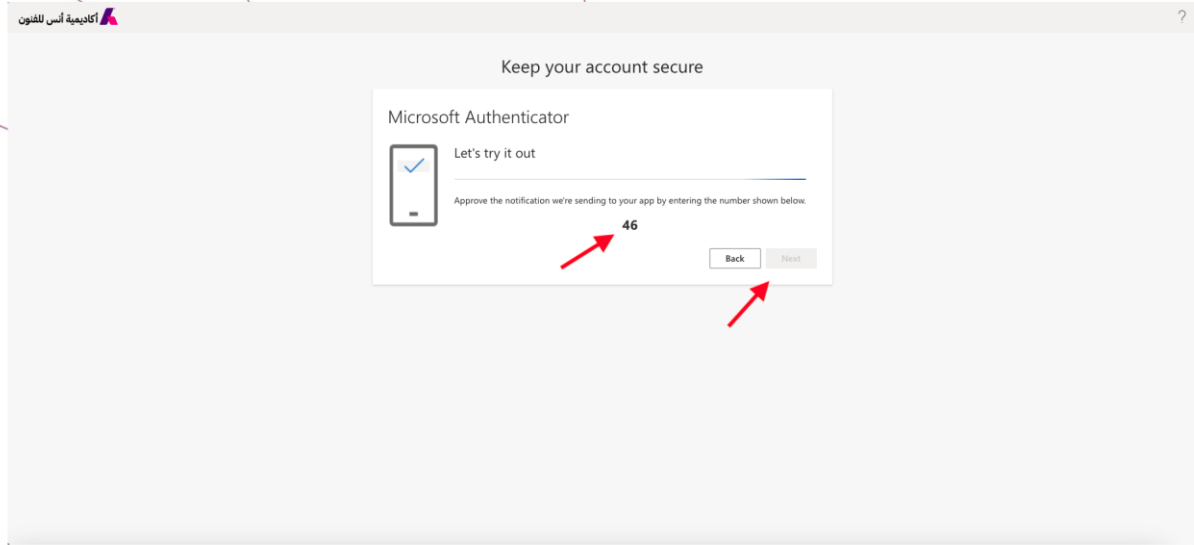 أكاديمية أنس للفنون
?
Keep your account secure
Microsoft Authenticator
Let's try it out
Approve the notification we're sending to your app by entering the number shown below.
46
Back
Next